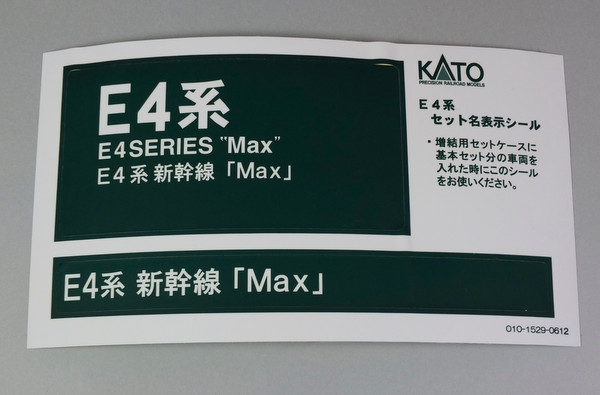 E4系
E4SERIES "Max"
E4系 新幹線「Max」
KATO
PRECISION RAILROAD MODELS
E4系
セット名表示シール
・増結用セットケースに
基本セット分の車両を
入れた時にこのシール
をお使いください。
E4系 新幹線「Max」
010-1529-0612